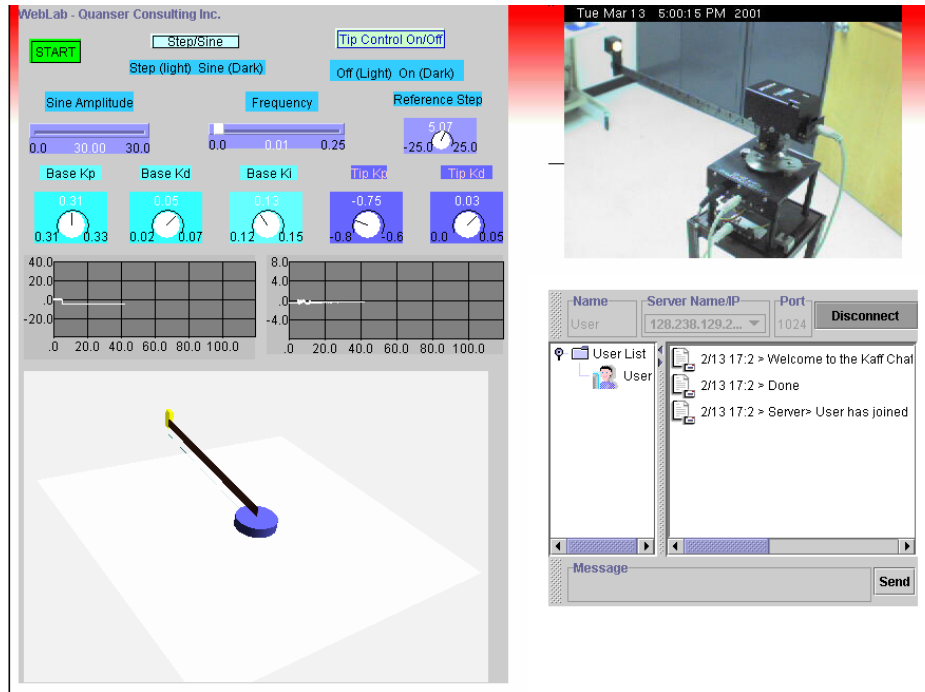 WebLab - Quanser Consulting Inc.
START
Step/Sine
Tip Control On/Off
Step (light) Sine (Dark)
Off (Light) On (Dark)
Sine Amplitude
Frequency
Reference Step
0.0 30.00 30.0
0.0 0.01 0.25
5.07
-25.0 25.0
Base Kp
Base Kd
Base Ki
Tip Kp
Tip Kd
0.31
0.31 0.33
0.05
0.02 0.07
0.13
0.12 0.15
-0.75
-0.8 -0.6
0.03
0.0 0.05
40.0
20.0
.0
-20.0
.0 20.0 40.0 60.0 80.0 100.0
8.0
4.0
.0
-4.0
.0 20.0 40.0 60.0 80.0 100.0
Tue Mar 13 5:00:15 PM 2001
Name
User
Server Name/IP
128.238.129.2...
Port
1024
Disconnect
User List
User
2/13 17:2 > Welcome to the Kaff Chat
2/13 17:2 > Done
2/13 17:2 > Server> User has joined
Message
Send